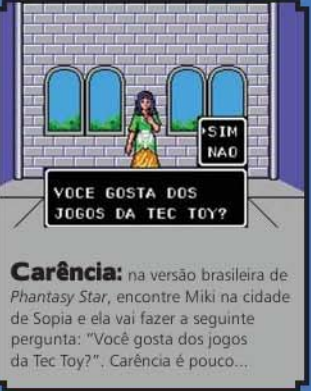 SIM
NAO
VOCE GOSTA DOS
JOGOS DA TEC TOY?
Carência: na versão brasileira de
Phantasy Star, encontre Miki na cidade
de Sopia e ela vai fazer a seguinte
pergunta: “Você gosta dos jogos
da Tec Toy?”. Carência é pouco...